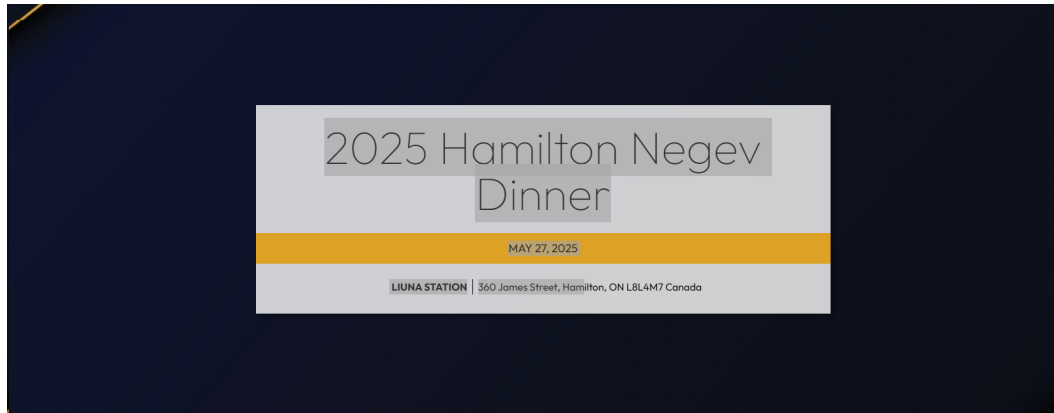 2025 Hamilton Negev
Dinner
MAY 27, 2025
LIUNA STATION | 360 James Street, Hamilton, ON L8L4M7 Canada